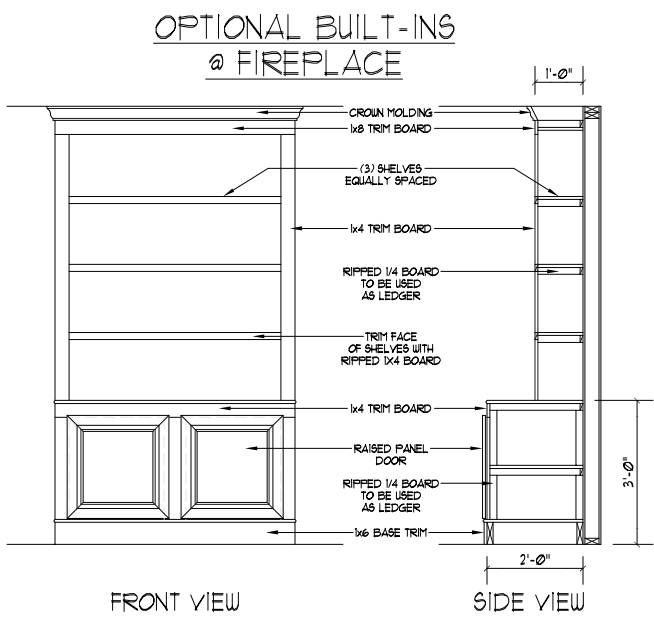 OPTIONAL BUILT-INS
@ FIREPLACE
1'-0"
CROWN MOLDING
1x8 TRIM BOARD
(3) SHELVES
EQUALLY SPACED
1x4 TRIM BOARD
RIPPED 1/4 BOARD
TO BE USED
AS LEDGER
TRIM FACE
OF SHELVES WITH
RIPPED 1X4 BOARD
1x4 TRIM BOARD
RAISED PANEL
DOOR
RIPPED 1/4 BOARD
TO BE USED
AS LEDGER
1x6 BASE TRIM
3'-0"
2'-0"
FRONT VIEW
SIDE VIEW